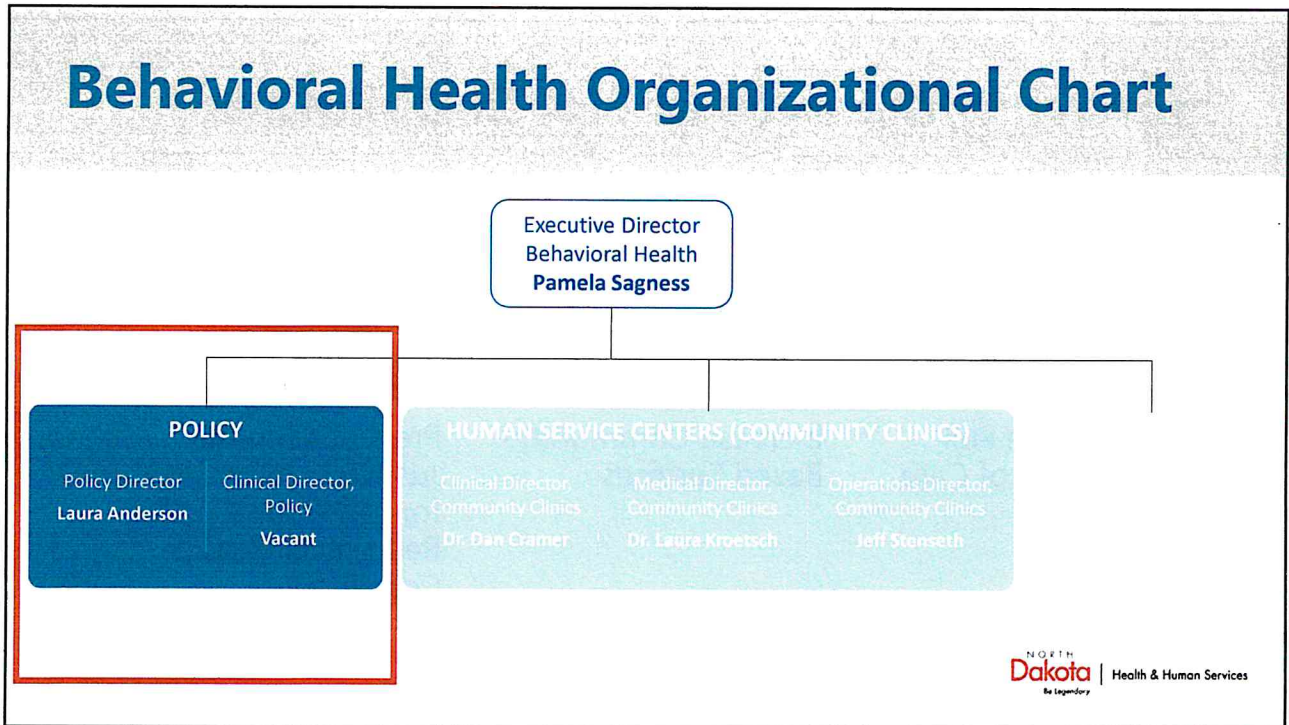 Behavioral Health Organizational Chart
Executive Director
Behavioral Health
Pamela Sagness
POLICY
Policy Director
Laura Anderson
Clinical Director,
Policy
Vacant
HUMAN SERVICE CENTERS (COMMUNITY CLINICS)
Clinical Director,
Community Clinics
Dr. Dan Cramer
Medical Director,
Community Clinics
Dr. Laura Kroetsch
Operations Director,
Community Clinics
Jeff Stenseth
NORTH
Dakota
Be Legendary
Health & Human Services